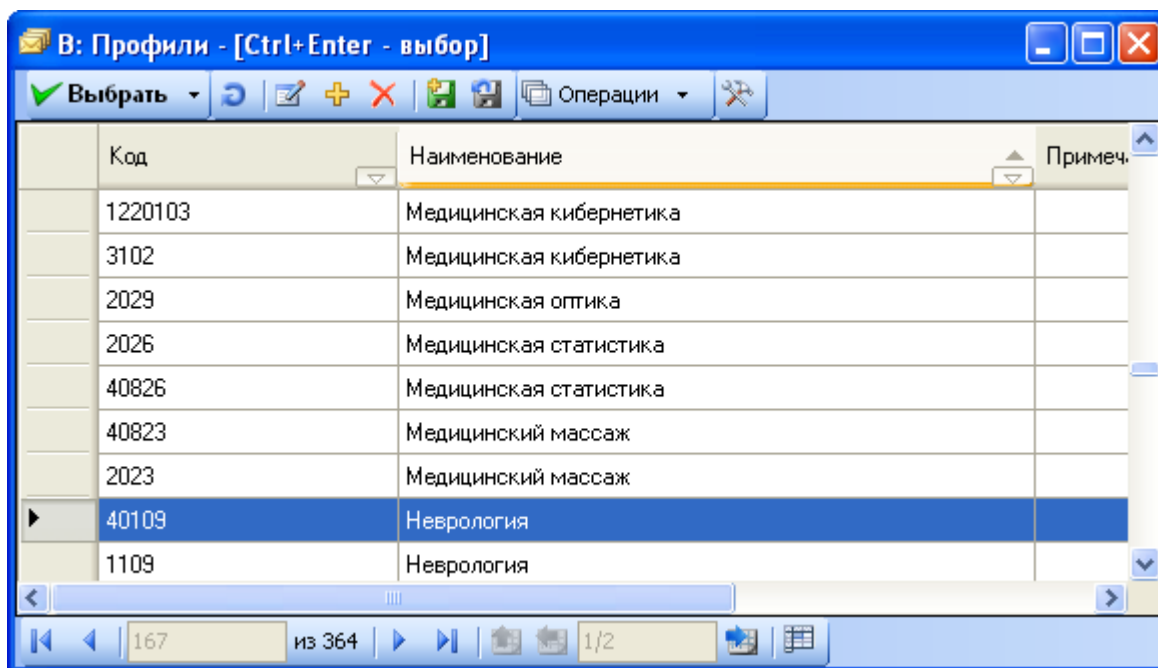 В: Профили - [Ctrl+Enter - выбор]
Выбрать Операции
Код Наименование Примеч
1220103 Медицинская кибернетика
3102 Медицинская кибернетика
2029 Медицинская оптика
2026 Медицинская статистика
40826 Медицинская статистика
40823 Медицинский массаж
2023 Медицинский массаж
40109 Неврология
1109 Неврология
167 из 364 1/2